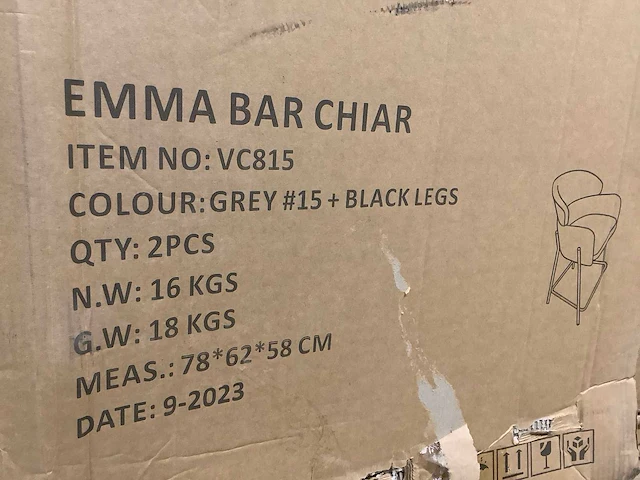 EMMA BAR CHIAR
ITEM NO: VC815
COLOUR:GREY #15 + BLACK LEGS
QTY: 2PCS
N.W: 16 KGS
G.W: 18 KGS
MEAS.: 78*62*58 CM
DATE: 9-2023